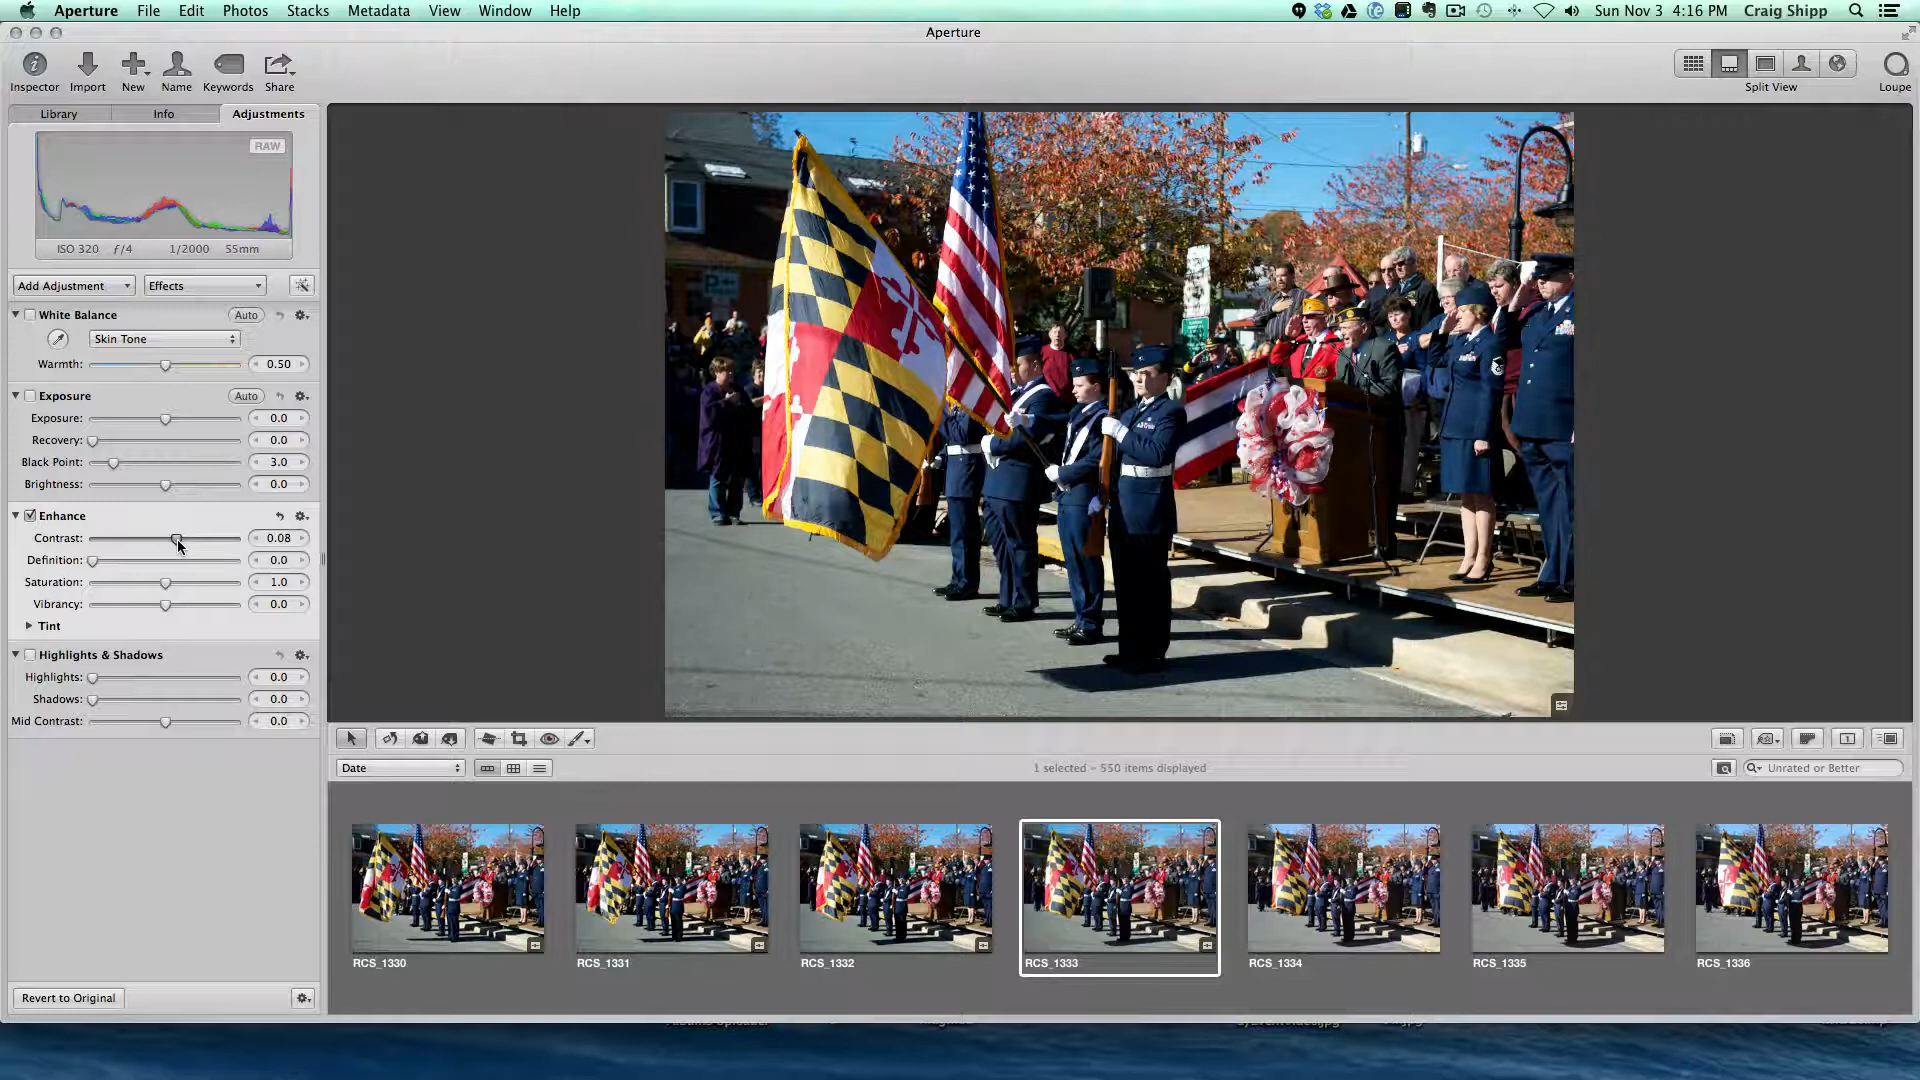 Aperture File Edit Photos Stacks Metadata View Window Help Sun Nov 3 4:16 PM Craig Shipp
Aperture
Inspector Import New Name Keywords Share Split View Loupe
Library Info Adjustments
RAW
ISO 320 ƒ/4 1/2000 55mm
Add Adjustment Effects
White Balance Auto
Skin Tone
Warmth: 0.50
Exposure Auto
Exposure: 0.0
Recovery: 0.0
Black Point: 3.0
Brightness: 0.0
Enhance
Contrast: 0.08
Definition: 0.0
Saturation: 1.0
Vibrancy: 0.0
Tint
Highlights & Shadows
Highlights: 0.0
Shadows: 0.0
Mid Contrast: 0.0
Date 1 selected - 550 items displayed Unrated or Better
RCS_1330 RCS_1331 RCS_1332 RCS_1333 RCS_1334 RCS_1335 RCS_1336
Revert to Original